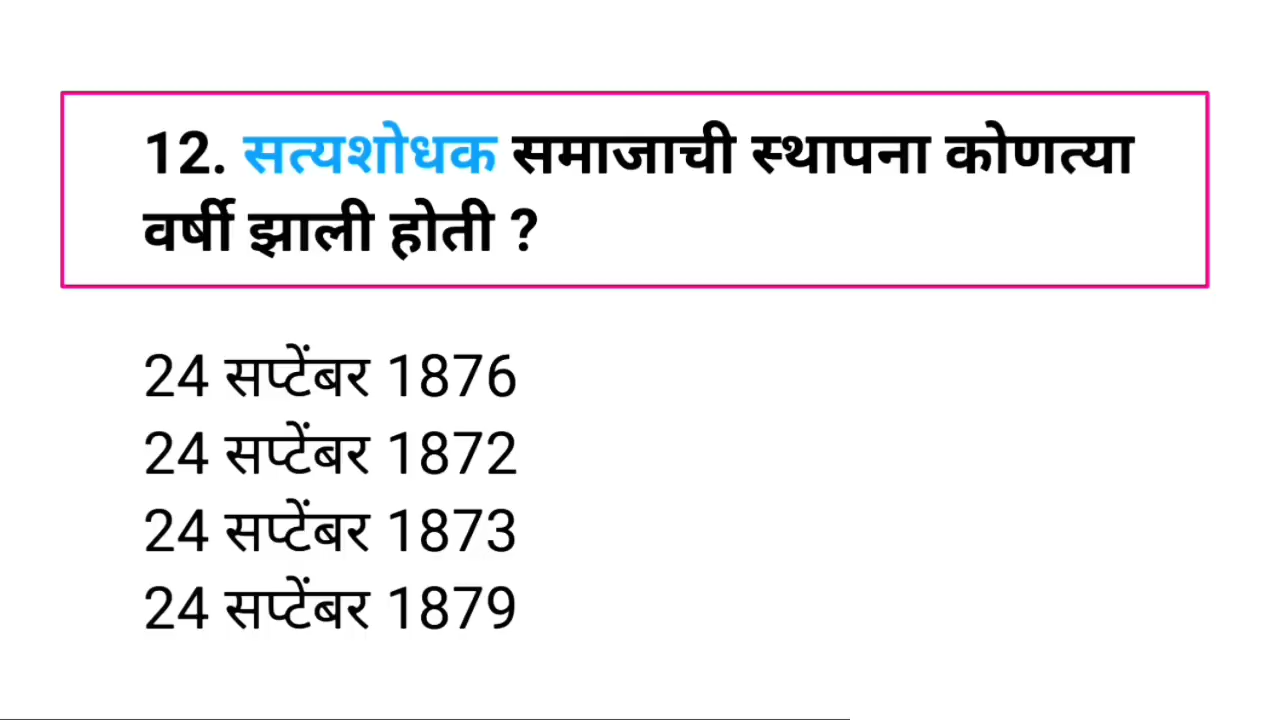 12. सत्यशोधक समाजाची स्थापना कोणत्या
वर्षी झाली होती ?
24 सप्टेंबर 1876
24 सप्टेंबर 1872
24 सप्टेंबर 1873
24 सप्टेंबर 1879